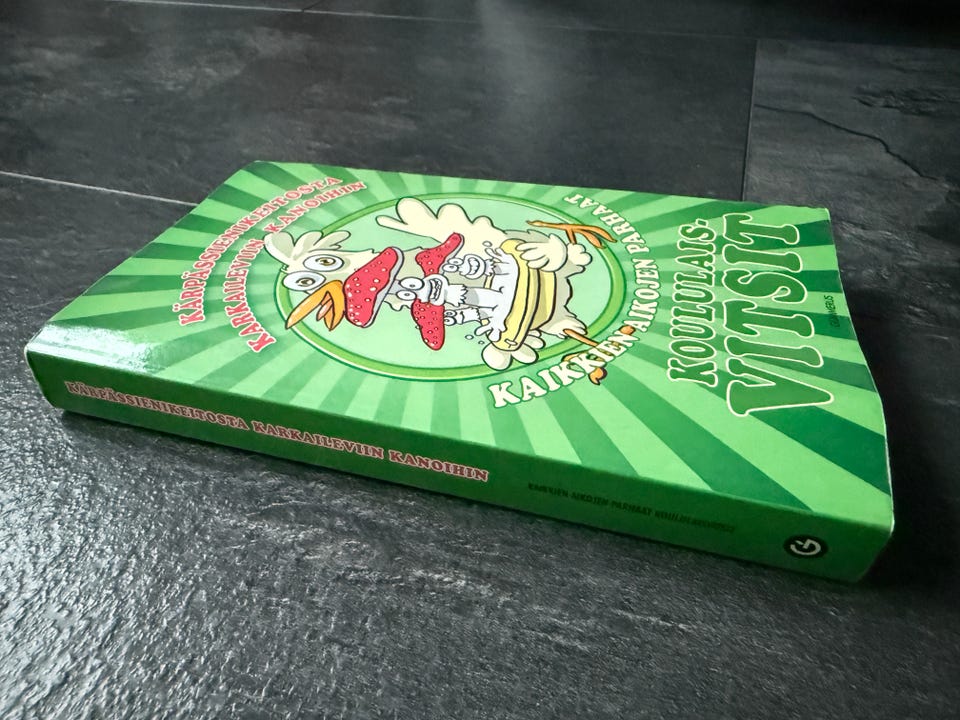 KÄRPÄSSIENIKEITOSTA
KARKAILEVIIN KANOIHIN
KAIKKIEN AIKOJEN PARHAAT
KOULULAIS-
VITSIT
GUMMERUS
KÄRPÄSSIENIKEITOSTA KARKAILEVIIN KANOIHIN
KAIKKIEN AIKOJEN PARHAAT KOULULAISVITSIT
G